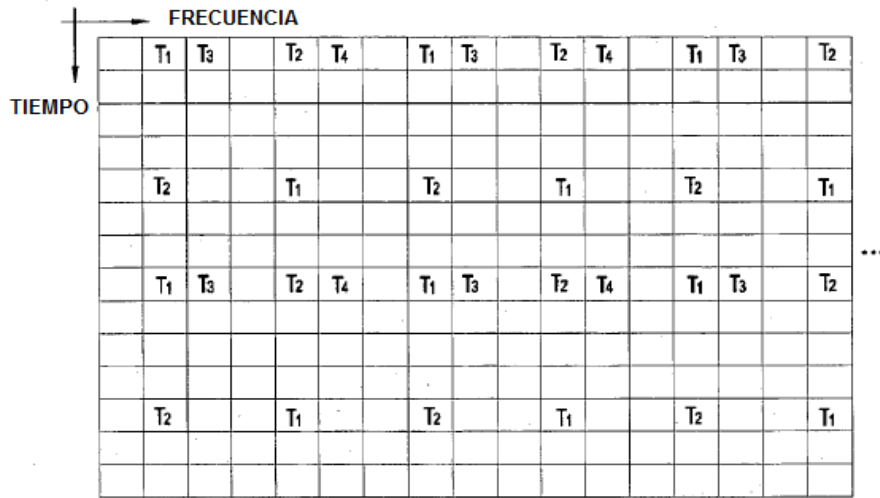 FRECUENCIA
TIEMPO
T1 T3 T2 T4 T1 T3 T2 T4 T1 T3 T2
T2 T1 T2 T1 T2 T1
...
T1 T3 T2 T4 T1 T3 T2 T4 T1 T3 T2
T2 T1 T2 T1 T2 T1